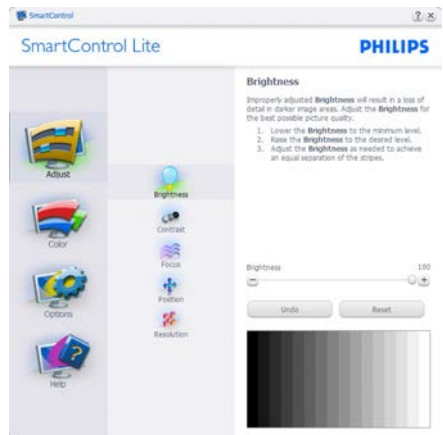 SmartControl
? x
SmartControl Lite
PHILIPS
Adjust
Color
Options
Help
Brightness
Contrast
Focus
Position
Resolution
Brightness
Improperly adjusted Brightness will result in a loss of
detail in darker image areas. Adjust the Brightness for
the best possible picture quality.
1. Lower the Brightness to the minimum level.
2. Raise the Brightness to the desired level.
3. Adjust the Brightness as needed to achieve
an equal separation of the stripes.
Brightness 100
Undo Reset